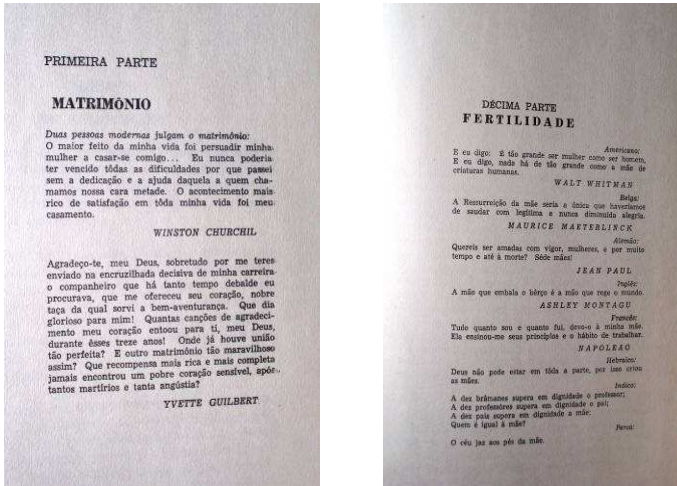 PRIMEIRA PARTE
MATRIMÔNIO
Duas pessoas modernas julgam o matrimônio:
O maior feito da minha vida foi persuadir minha
mulher a casar-se comigo... Eu nunca poderia
ter vencido tôdas as dificuldades por que passei
sem a dedicação e a ajuda daquela a quem cha-
mamos nossa cara metade. O acontecimento mais
rico de satisfação em tôda minha vida foi meu
casamento.
WINSTON CHURCHIL
Agradeço-te, meu Deus, sobretudo por me teres
enviado na encruzilhada decisiva de minha carreira
o companheiro que há tanto tempo debalde eu
procurava, que me ofereceu seu coração, nobre
taça da qual sorvi a bem-aventurança. Que dia
glorioso para mim! Quantas canções de agradeci-
mento meu coração entoou para ti, meu Deus,
durante êsses treze anos! Onde já houve união
tão perfeita? E outro matrimônio tão maravilhoso
assim? Que recompensa mais rica e mais completa
jamais encontrou um pobre coração sensível, após
tantos martírios e tanta angústia?
YVETTE GUILBERT
DÉCIMA PARTE
FERTILIDADE
Americano:
E eu digo: É tão grande ser mulher como ser homem,
E eu digo, nada há de tão grande como a mãe de
criaturas humanas.
WALT WHITMAN
Belga:
A Ressurreição da mãe seria a única que haveríamos
de saudar com legítima e nunca diminuída alegria.
MAURICE MAETERLINCK
Alemão:
Quereis ser amadas com vigor, mulheres, e por muito
tempo e até à morte? Sêde mães!
JEAN PAUL
Inglês:
A mão que embala o bêrço é a mão que rege o mundo.
ASHLEY MONTAGU
Francês:
Tudo quanto sou e quanto fui, devo-o à minha mãe.
Ela ensinou-me seus princípios e o hábito de trabalhar.
NAPOLEÃO
Hebraico:
Deus não pode estar em tôda a parte, por isso criou
as mães.
Indico:
A dez brâmanes supera em dignidade o professor;
A dez professôres supera em dignidade o pai;
A dez pais supera em dignidade a mãe.
Quem é igual à mãe?
O céu jaz aos pés da mãe.